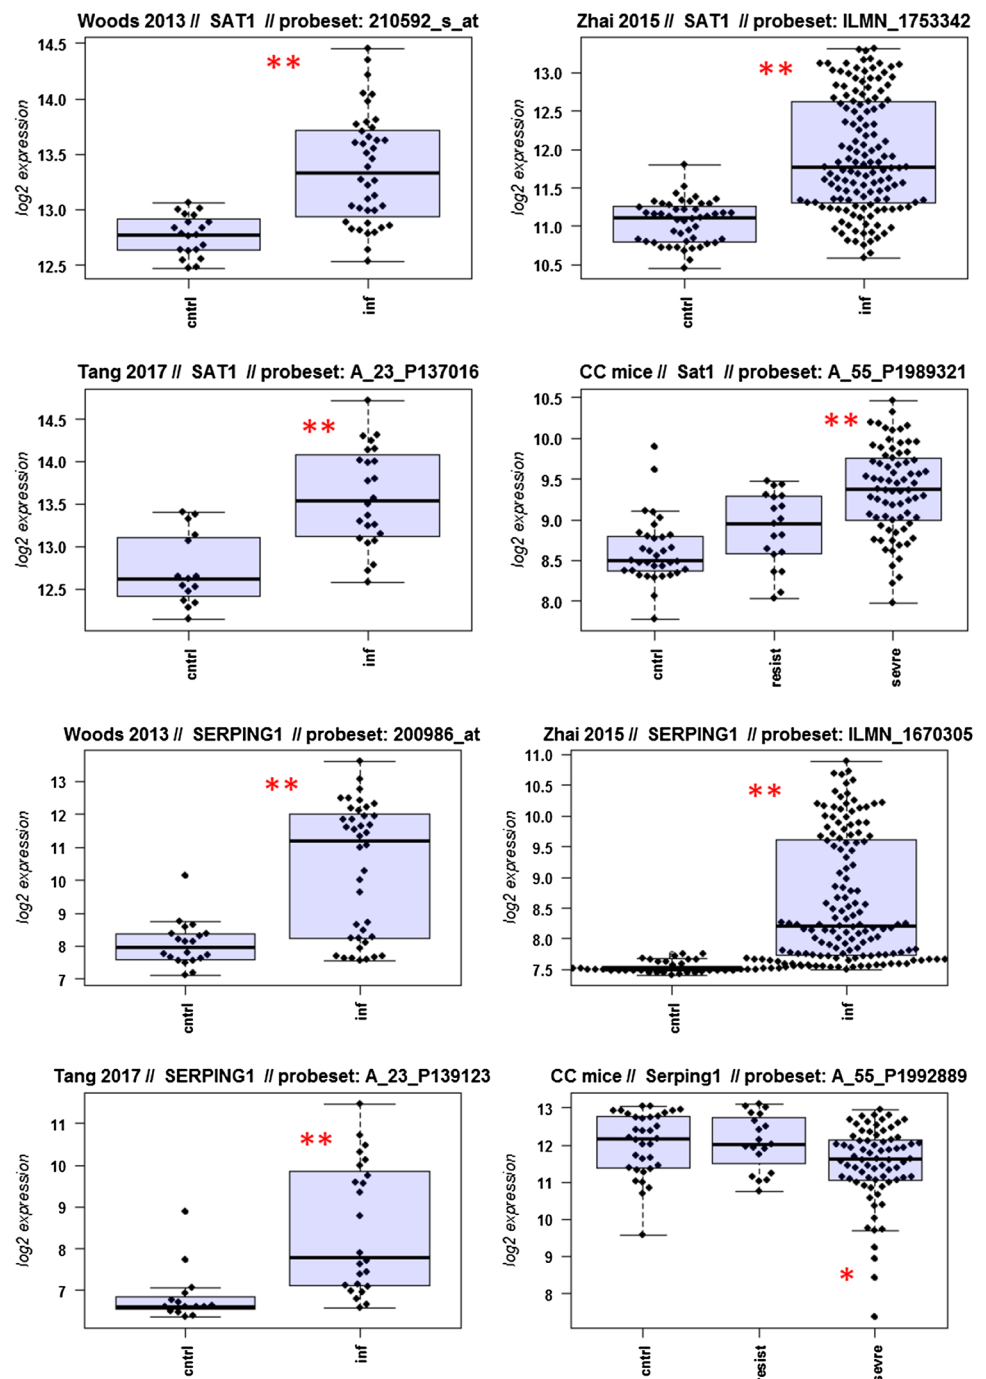 Woods 2013 // SAT1 // probeset: 210592_s_at
log2 expression
14.5
14.0
13.5
13.0
12.5
**
cntrl
inf
Zhai 2015 // SAT1 // probeset: ILMN_1753342
log2 expression
13.0
12.5
12.0
11.5
11.0
10.5
**
cntrl
inf
Tang 2017 // SAT1 // probeset: A_23_P137016
log2 expression
14.5
14.0
13.5
13.0
12.5
**
cntrl
inf
CC mice // Sat1 // probeset: A_55_P1989321
log2 expression
10.5
10.0
9.5
9.0
8.5
8.0
**
cntrl
resist
sevre
Woods 2013 // SERPING1 // probeset: 200986_at
log2 expression
13
12
11
10
9
8
7
**
cntrl
inf
Zhai 2015 // SERPING1 // probeset: ILMN_1670305
log2 expression
11.0
10.5
10.0
9.5
9.0
8.5
8.0
7.5
**
cntrl
inf
Tang 2017 // SERPING1 // probeset: A_23_P139123
log2 expression
11
10
9
8
7
**
cntrl
inf
CC mice // Serping1 // probeset: A_55_P1992889
log2 expression
13
12
11
10
9
8
*
cntrl
resist
sevre